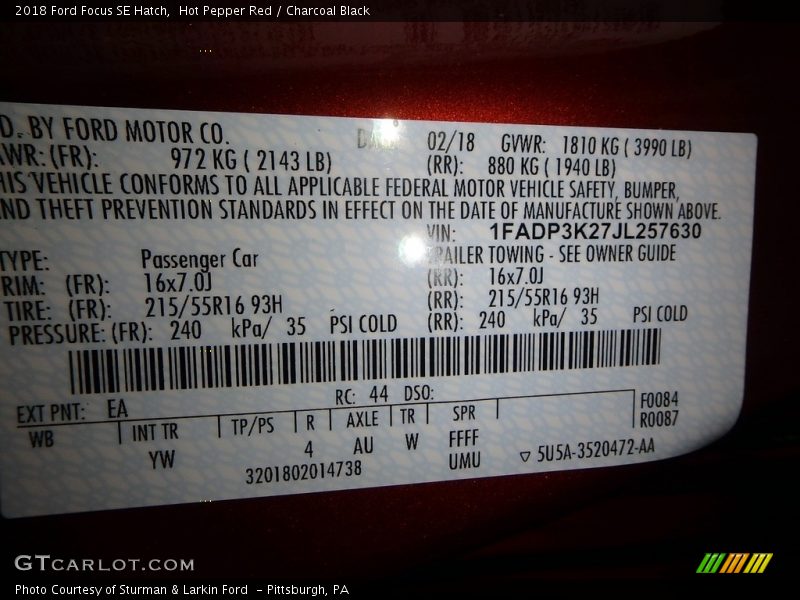 2018 Ford Focus SE Hatch, Hot Pepper Red / Charcoal Black
D. BY FORD MOTOR CO. 02/18 GVWR: 1810 KG ( 3990 LB)
AWR: (FR): 972 KG ( 2143 LB) (RR): 880 KG ( 1940 LB)
HIS VEHICLE CONFORMS TO ALL APPLICABLE FEDERAL MOTOR VEHICLE SAFETY, BUMPER,
ND THEFT PREVENTION STANDARDS IN EFFECT ON THE DATE OF MANUFACTURE SHOWN ABOVE.
VIN: 1FADP3K27JL257630
TYPE: Passenger Car TRAILER TOWING - SEE OWNER GUIDE
RIM: (FR): 16x7.0J (RR): 16x7.0J
TIRE: (FR): 215/55R16 93H (RR): 215/55R16 93H
PRESSURE: (FR): 240 kPa/ 35 PSI COLD (RR): 240 kPa/ 35 PSI COLD
EXT PNT: EA RC: 44 DSO: F0084
WB INT TR TP/PS R AXLE TR SPR R0087
YW 4 AU W FFFF
3201802014738 UMU ▽ 5U5A-3520472-AA
GTCARLOT.COM
Photo Courtesy of Sturman & Larkin Ford - Pittsburgh, PA